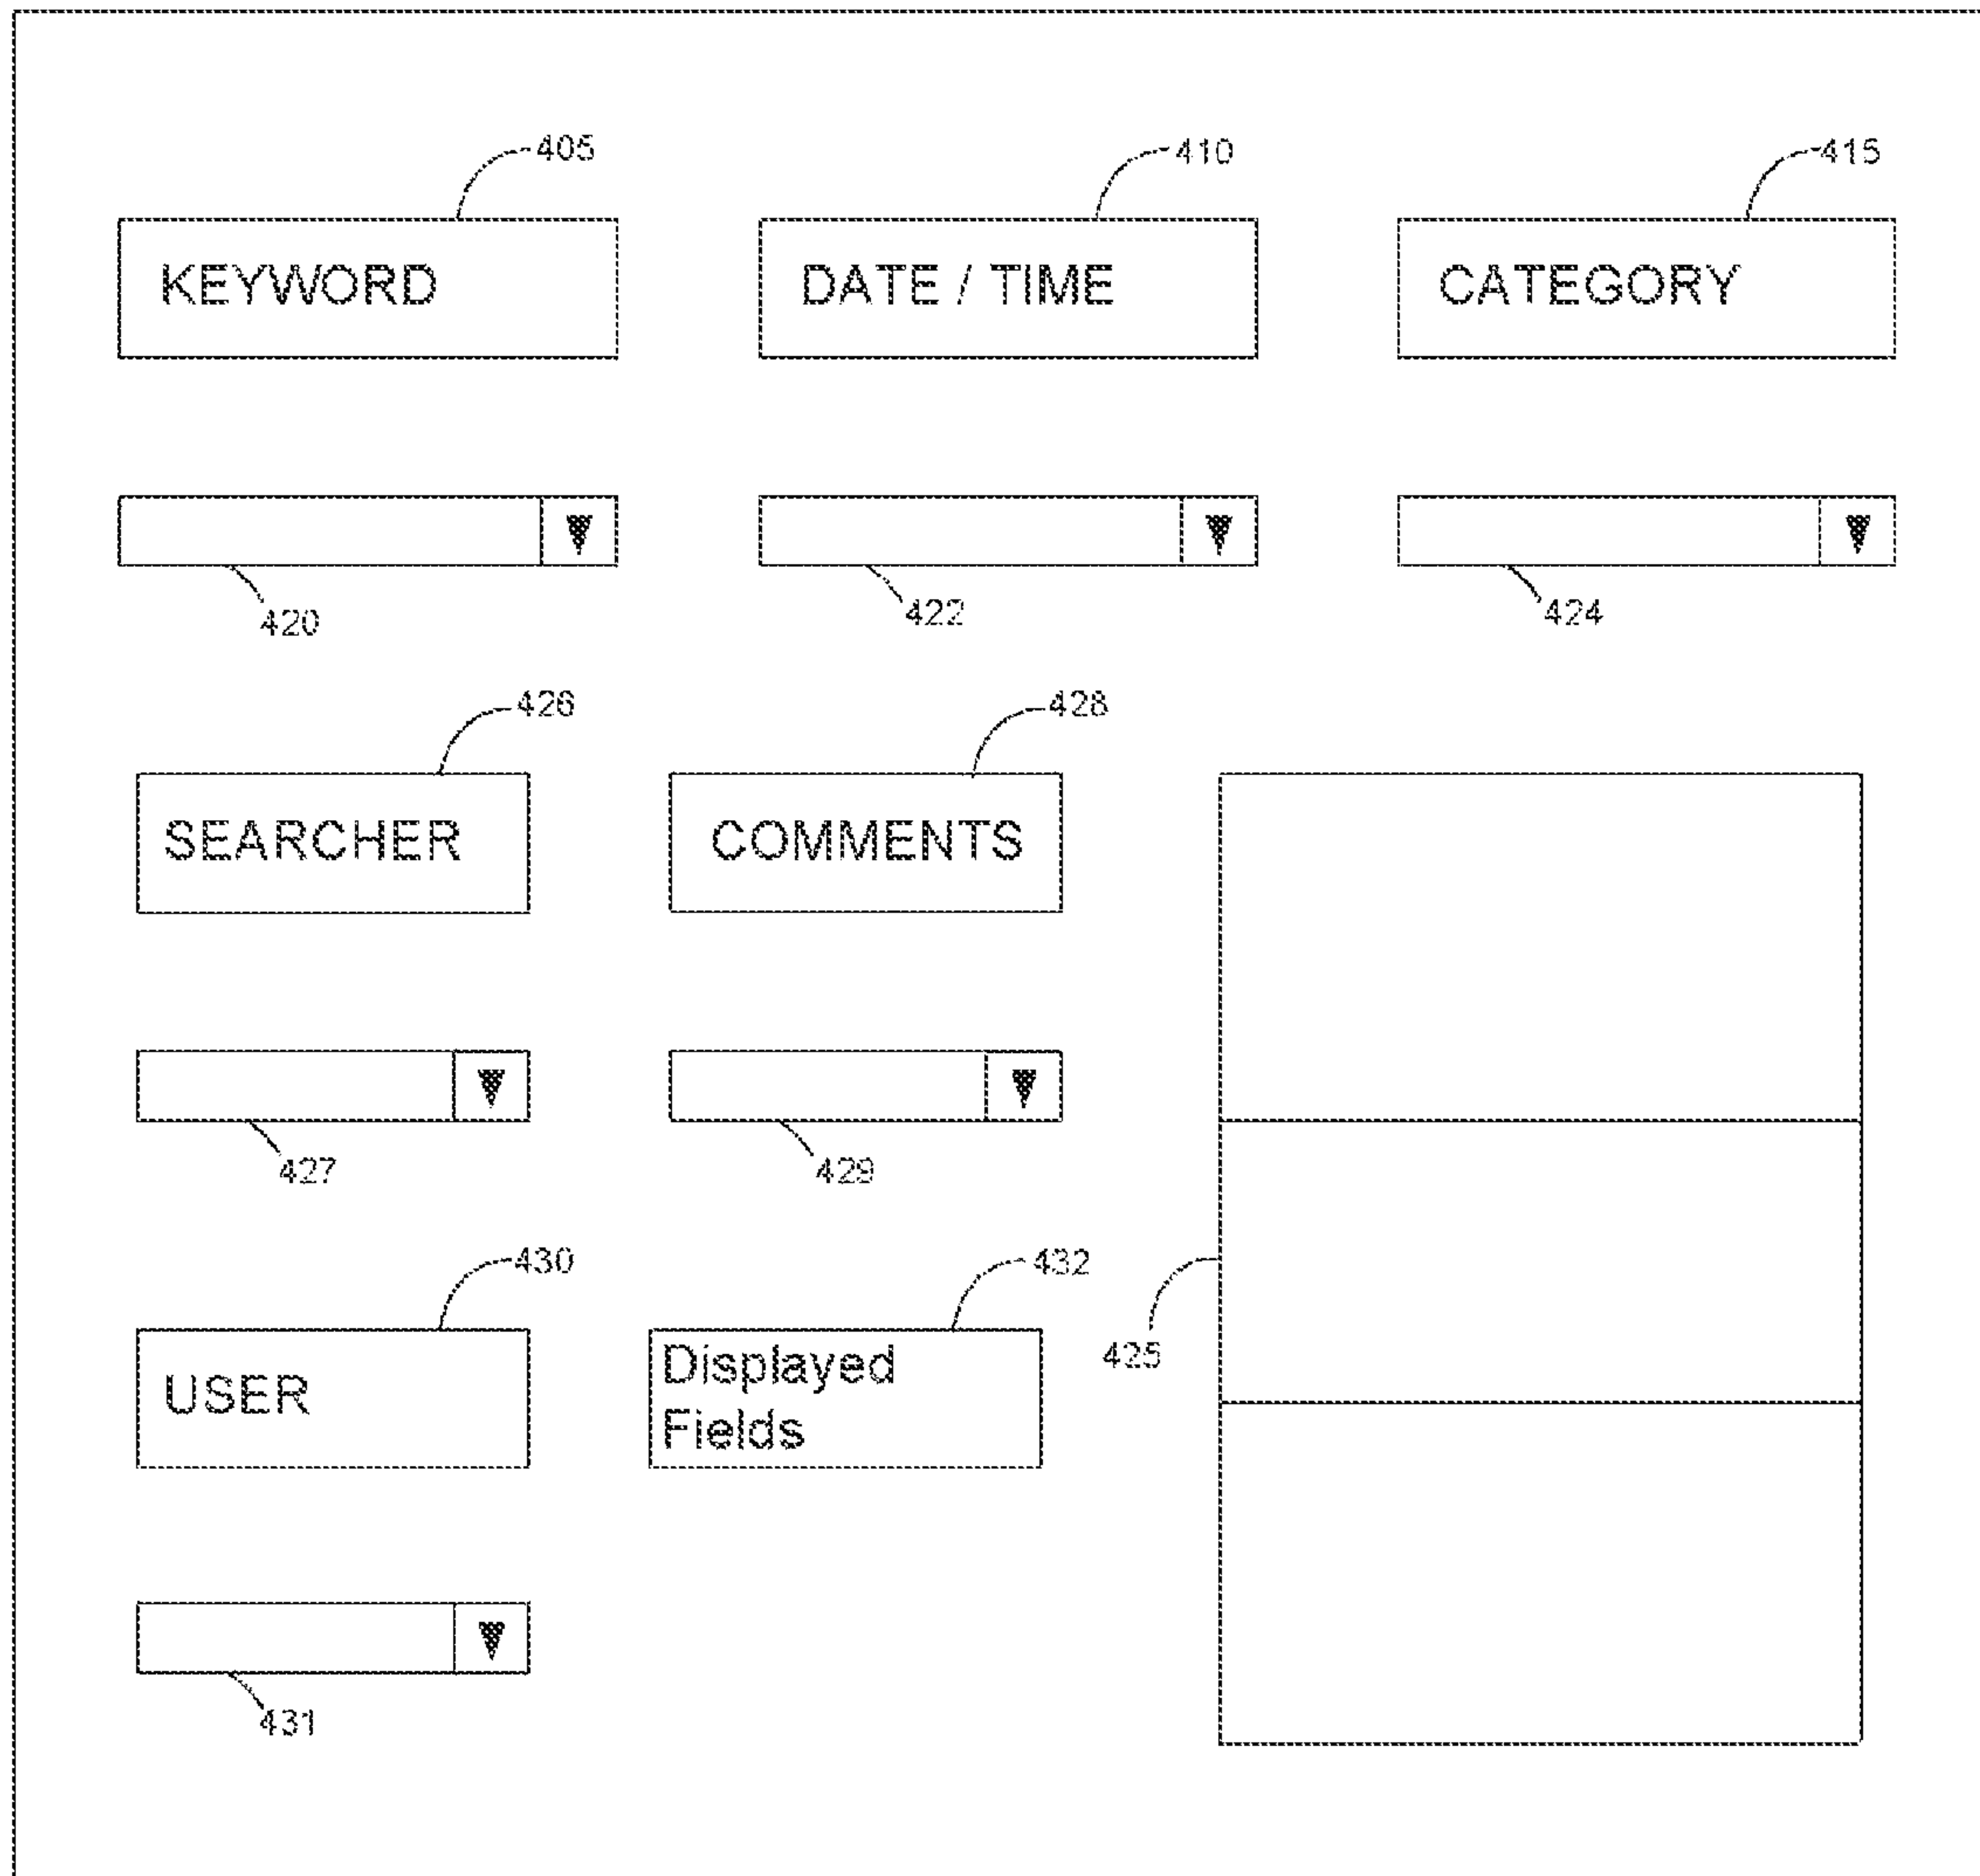 405
410
415
KEYWORD
DATE / TIME
CATEGORY
420
422
424
426
428
SEARCHER
COMMENTS
427
429
430
432
425
USER
Displayed
Fields
431